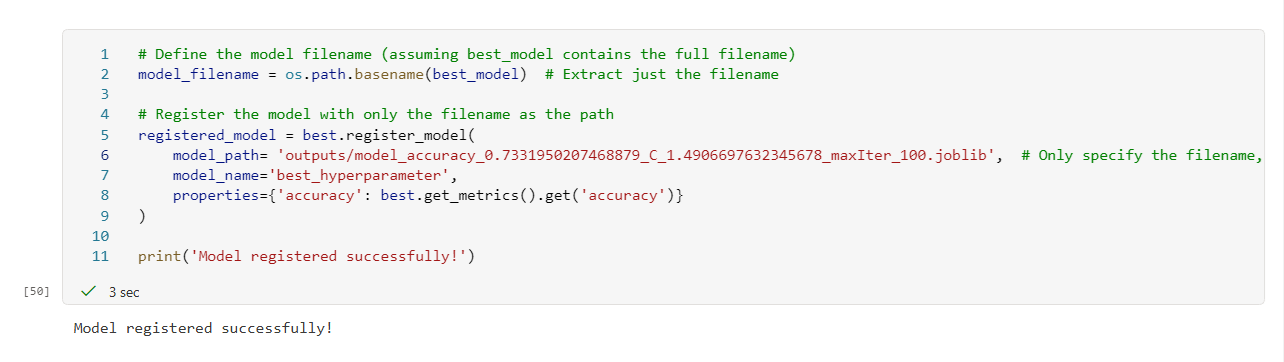 1 # Define the model filename (assuming best_model contains the full filename)
2 model_filename = os.path.basename(best_model)  # Extract just the filename
3
4 # Register the model with only the filename as the path
5 registered_model = best.register_model(
6     model_path= 'outputs/model_accuracy_0.7331950207468879_C_1.4906697632345678_maxIter_100.joblib',  # Only specify the filename,
7     model_name='best_hyperparameter',
8     properties={'accuracy': best.get_metrics().get('accuracy')}
9 )
10
11 print('Model registered successfully!')
[50] ✓ 3 sec
Model registered successfully!